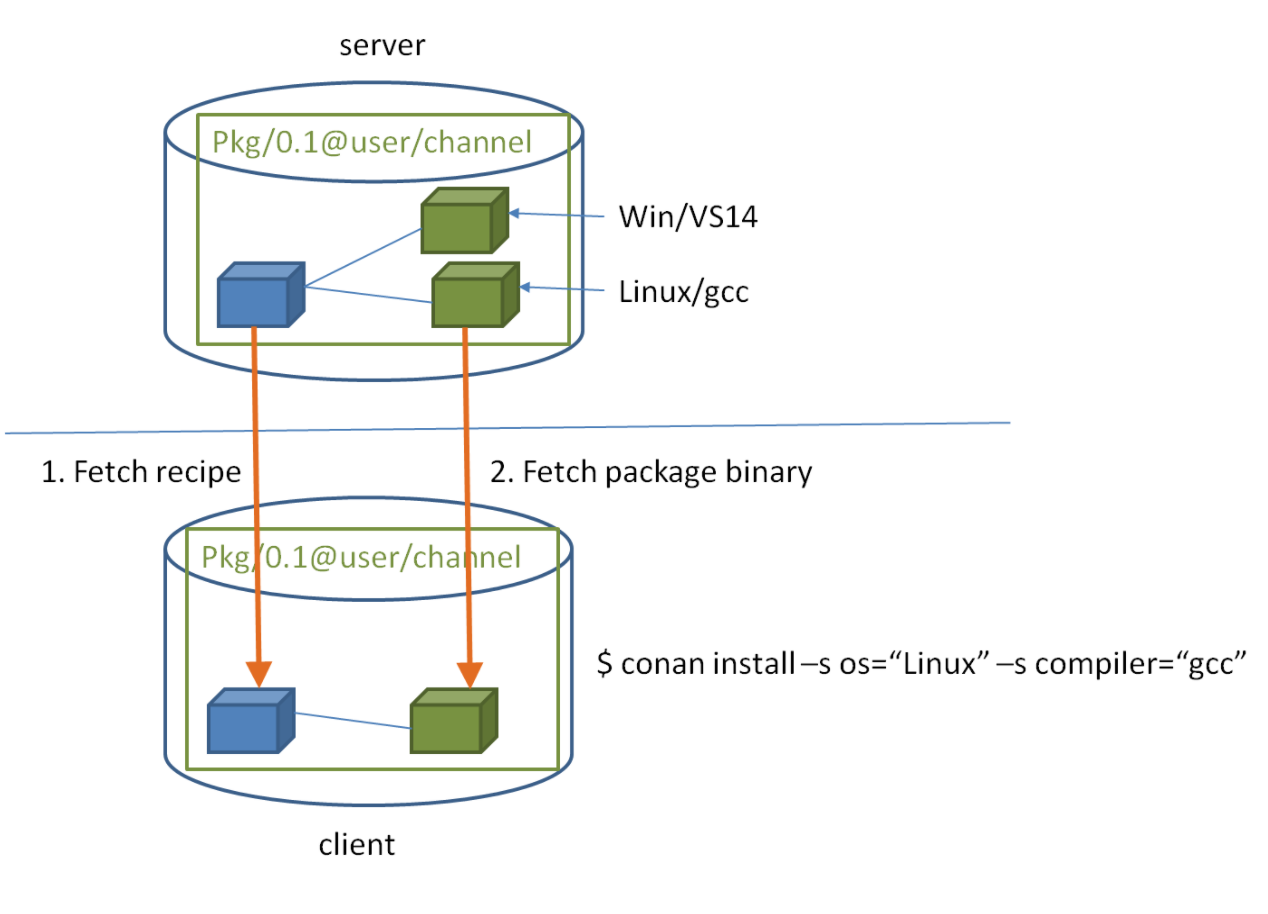 server
Pkg/0.1@user/channel
Win/VS14
Linux/gcc
1. Fetch recipe
2. Fetch package binary
Pkg/0.1@user/channel
$ conan install –s os=“Linux” –s compiler=“gcc”
client